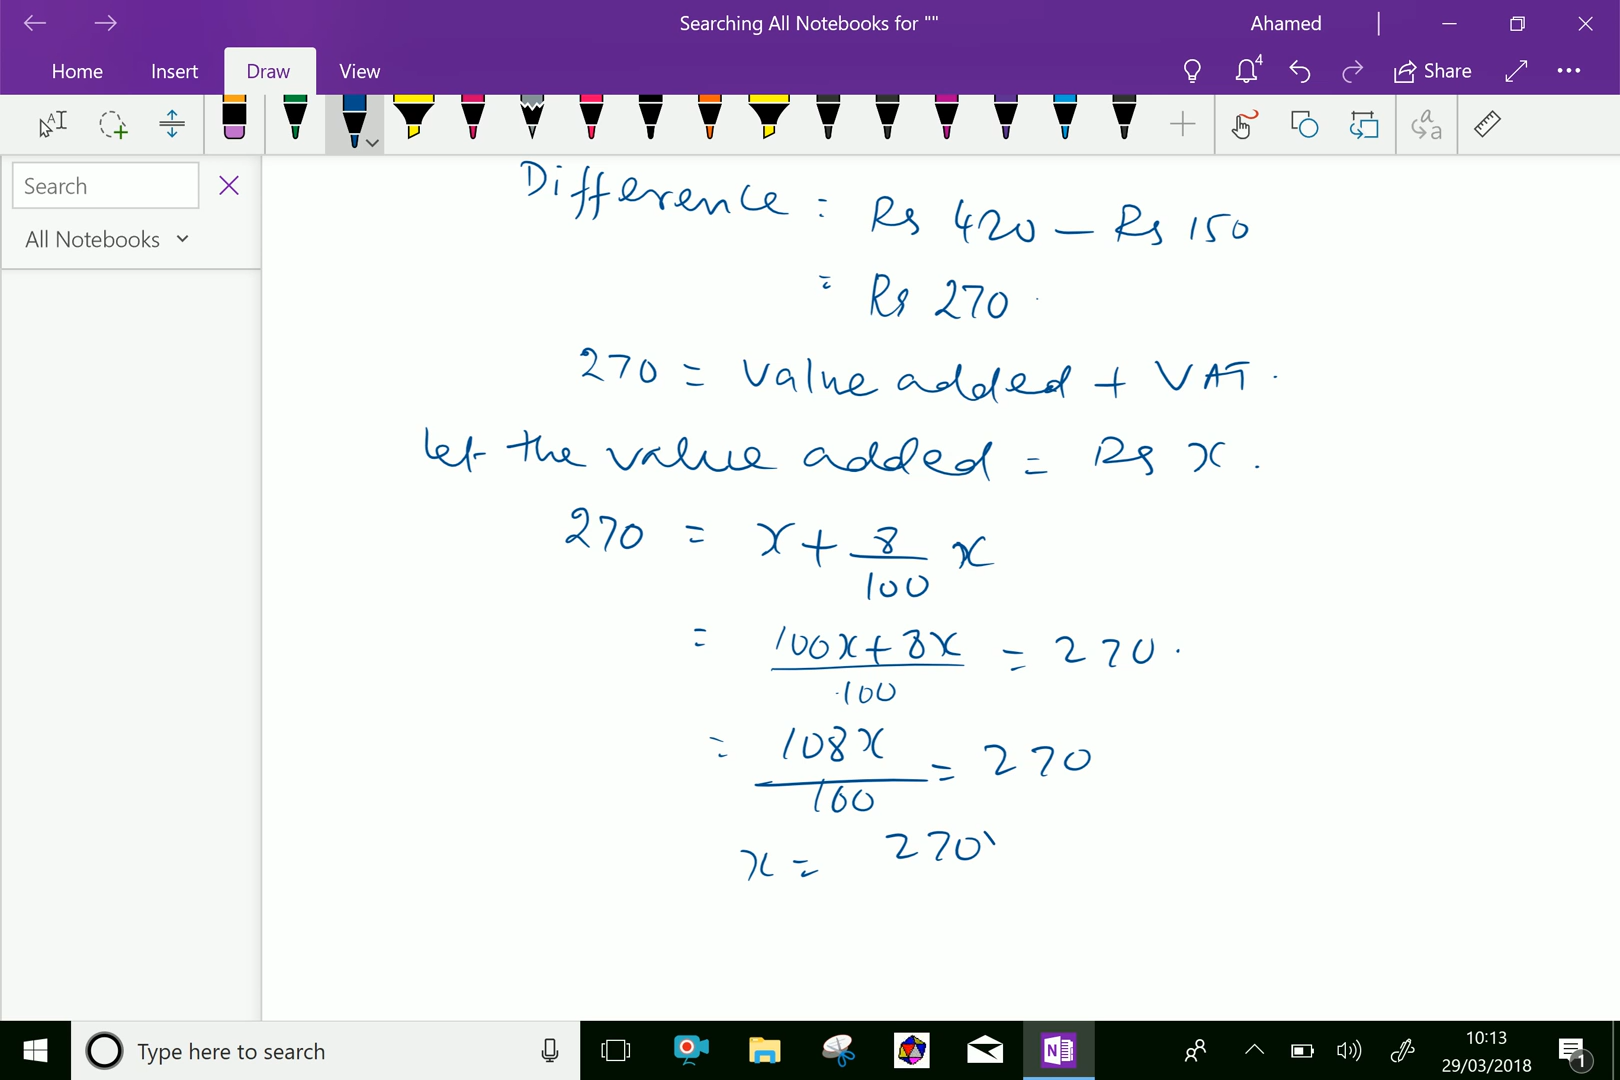 Searching All Notebooks for ""
Ahamed
Home Insert Draw View
4
Share
Search
All Notebooks
Difference : Rs 420 – Rs 150
= Rs 270
270 = Value added + VAT.
let the value added = Rs x.
270 = x + 8/100 x
= 100x + 8x / 100 = 270.
= 108x / 100 = 270
x = 270
Type here to search
10:13
29/03/2018
1